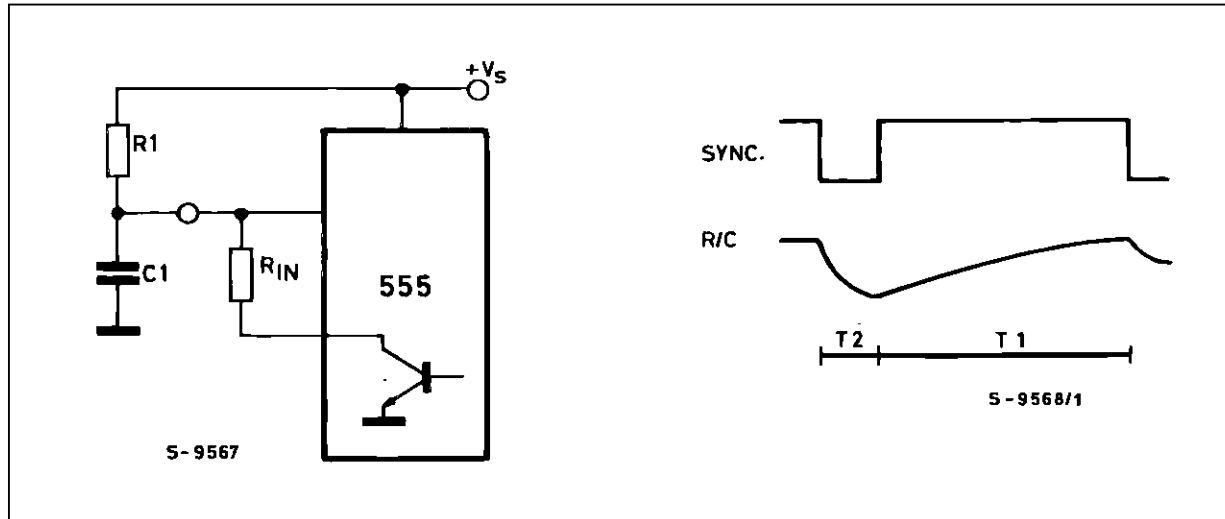 +VS
R1
C1
RIN
555
S-9567
SYNC.
R/C
T2
T1
S-9568/1